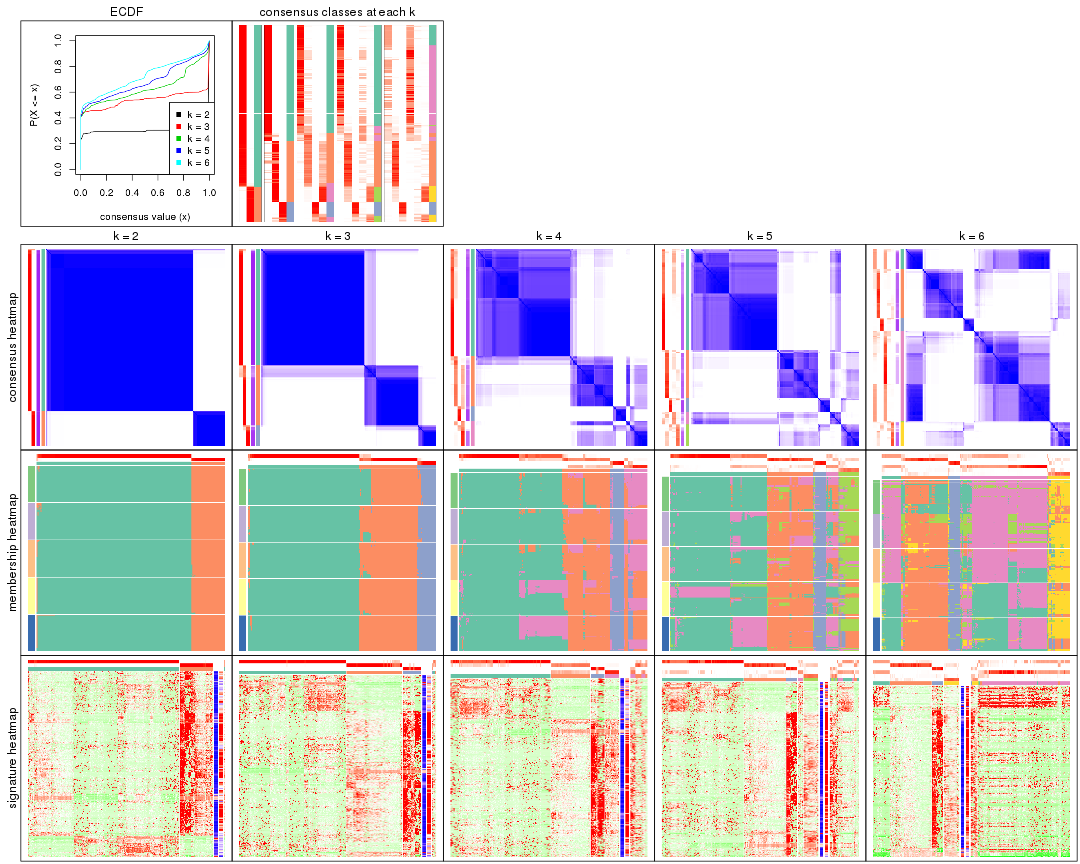 ECDF
consensus classes at each k
P(X <= x)
0.0 0.2 0.4 0.6 0.8 1.0
k = 2
k = 3
k = 4
k = 5
k = 6
0.0 0.2 0.4 0.6 0.8 1.0
consensus value (x)
k = 2
k = 3
k = 4
k = 5
k = 6
consensus heatmap
membership heatmap
signature heatmap